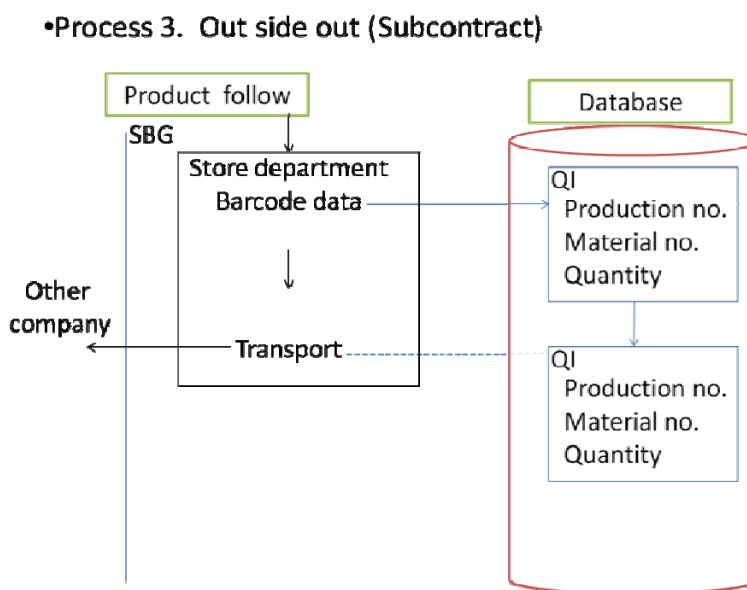 •Process 3. Out side out (Subcontract)
Product follow
Database
SBG
Store department
Barcode data
QI
Production no.
Material no.
Quantity
Other
company
Transport
QI
Production no.
Material no.
Quantity